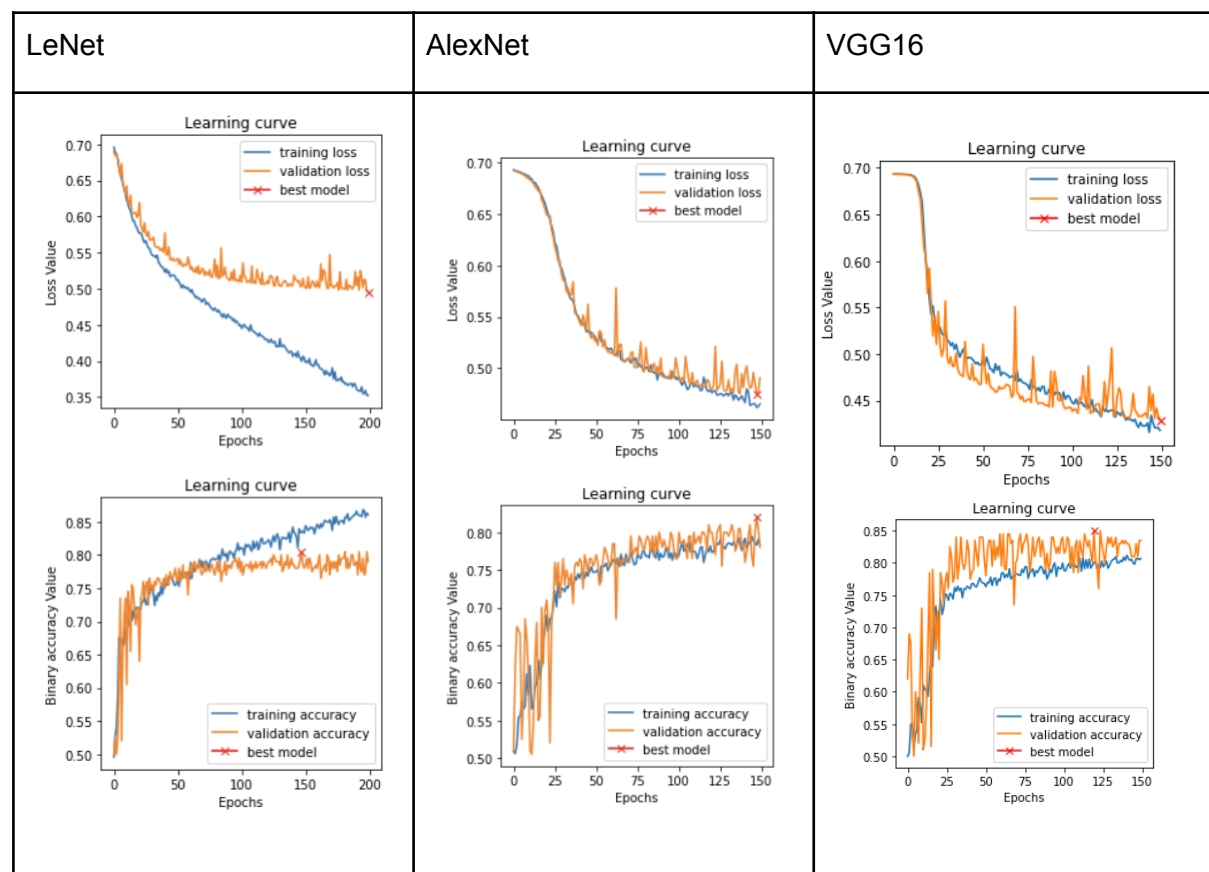 LeNet
AlexNet
VGG16
Learning curve
training loss
validation loss
best model
0.70
0.65
0.60
0.55
0.50
0.45
0.40
0.35
Loss Value
0
50
100
150
200
Epochs
Learning curve
0.85
0.80
0.75
0.70
0.65
0.60
0.55
0.50
Binary accuracy Value
training accuracy
validation accuracy
best model
0
50
100
150
200
Epochs
Learning curve
training loss
validation loss
best model
0.70
0.65
0.60
0.55
0.50
Loss Value
0
25
50
75
100
125
150
Epochs
Learning curve
0.80
0.75
0.70
0.65
0.60
0.55
0.50
Binary accuracy Value
training accuracy
validation accuracy
best model
0
25
50
75
100
125
150
Epochs
Learning curve
training loss
validation loss
best model
0.70
0.65
0.60
0.55
0.50
0.45
Loss Value
0
25
50
75
100
125
150
Epochs
Learning curve
0.85
0.80
0.75
0.70
0.65
0.60
0.55
0.50
Binary accuracy Value
training accuracy
validation accuracy
best model
0
25
50
75
100
125
150
Epochs